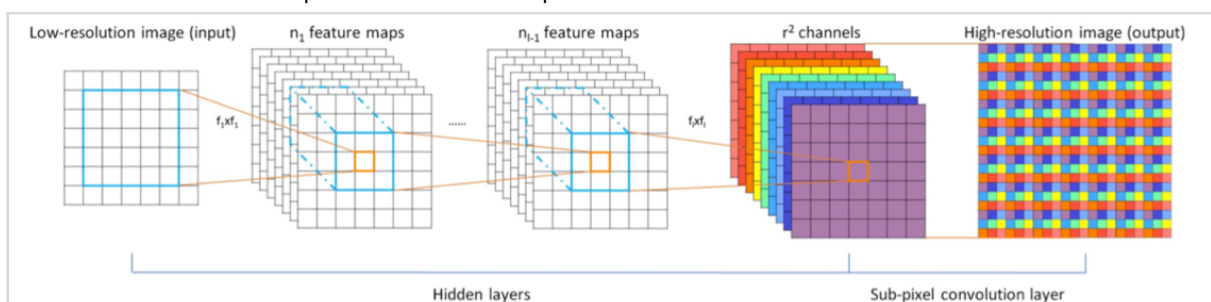 Low-resolution image (input)
n₁ feature maps
nₗ₋₁ feature maps
r² channels
High-resolution image (output)
f₁xf₁
......
fₗxfₗ
Hidden layers
Sub-pixel convolution layer